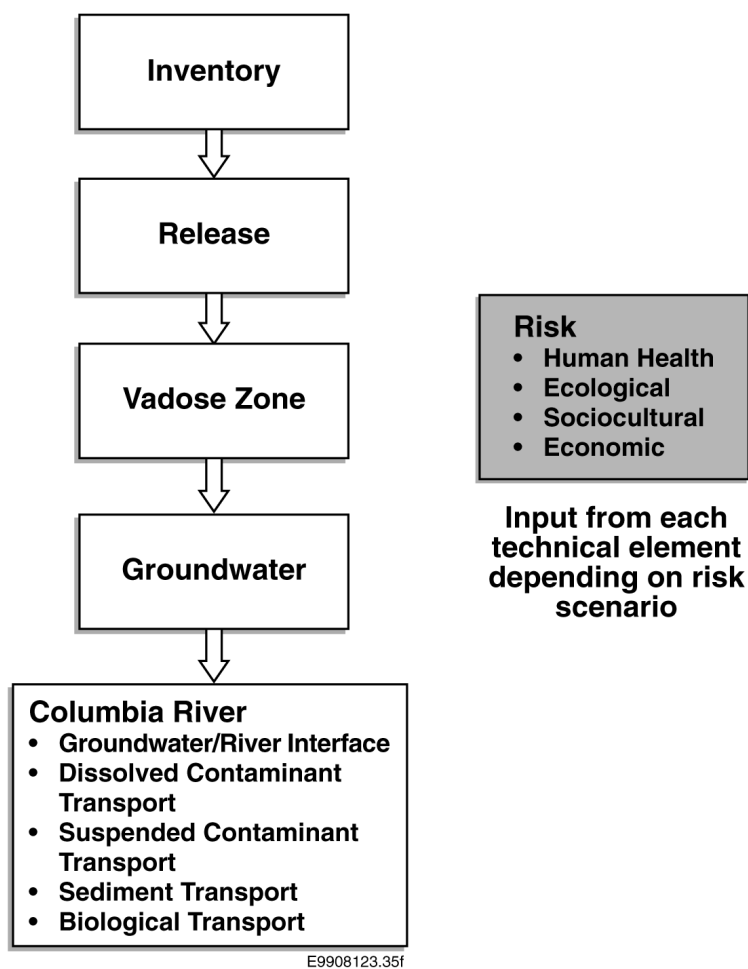 Inventory
Release
Vadose Zone
Groundwater
Columbia River
• Groundwater/River Interface
• Dissolved Contaminant
Transport
• Suspended Contaminant
Transport
• Sediment Transport
• Biological Transport
E9908123.35f
Risk
• Human Health
• Ecological
• Sociocultural
• Economic
Input from each
technical element
depending on risk
scenario